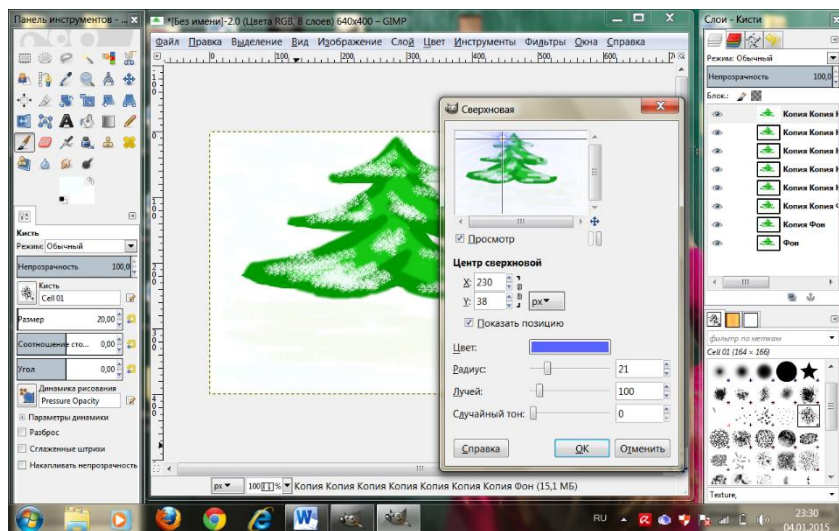 Панель инструментов - ...
*[Без имени]-2.0 (Цвета RGB, 8 слоев) 640x400 – GIMP
Слои - Кисти
Файл Правка Выделение Вид Изображение Слой Цвет Инструменты Фильтры Окна Справка
Режим: Обычный
Непрозрачность 100,0
Блок.:
Копия Копия
Копия Копия К
Копия Копия К
Копия Копия К
Копия Копия К
Копия Копия Ф
Копия Фон
Фон
Кисть
Режим: Обычный
Непрозрачность 100,0
Кисть
Cell 01
Размер 20,00
Соотношение сто... 0,00
Угол 0,00
Динамика рисования
Pressure Opacity
Параметры динамики
Разброс
Сглаженные штрихи
Накапливать непрозрачность
Сверхновая
Просмотр
Центр сверхновой
X: 230
Y: 38
px
Показать позицию
Цвет:
Радиус: 21
Лучей: 100
Случайный тон: 0
Справка OK Отменить
фильтр по меткам
Cell 01 (164 × 166)
Texture,
px 100 % Копия Копия Копия Копия Копия Копия Копия Фон (15,1 МБ)
RU
23:30
04.01.2015